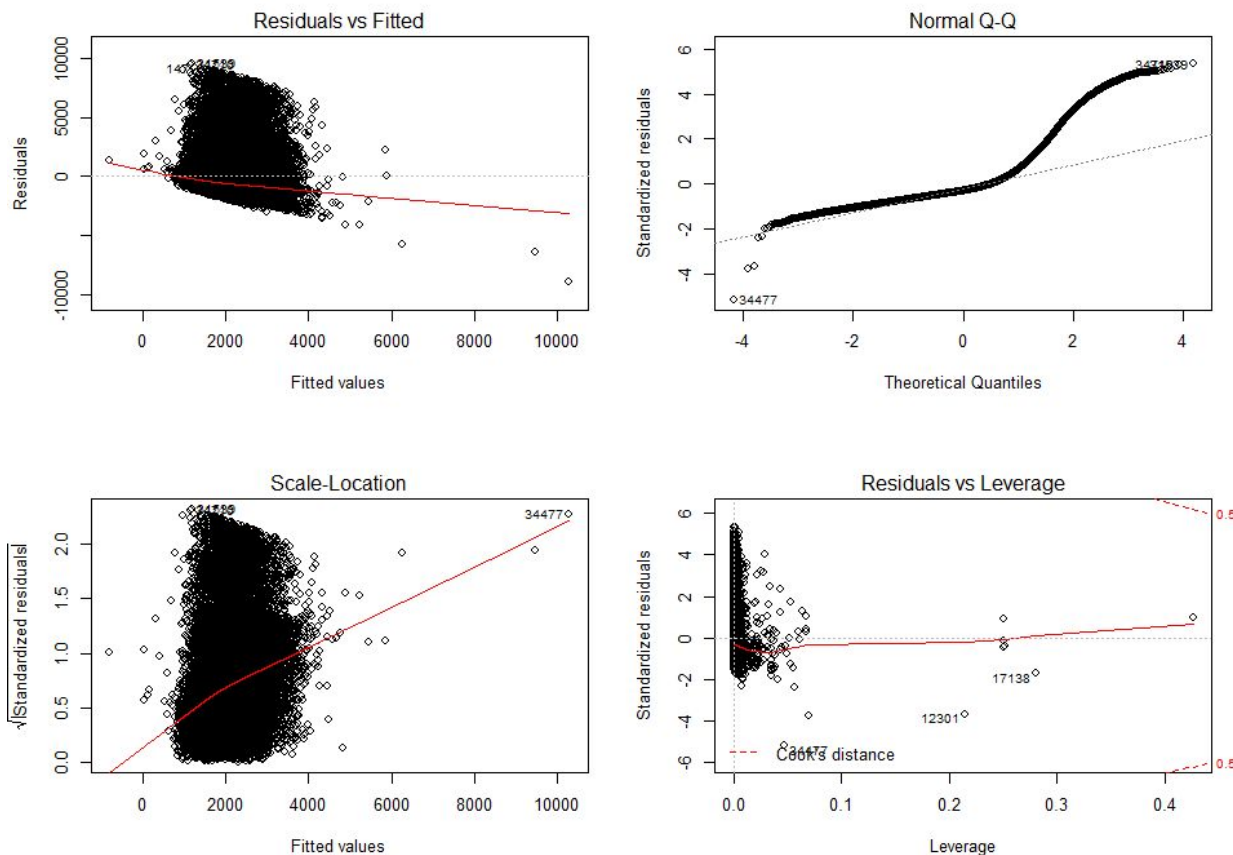 Residuals vs Fitted
Residuals
10000
5000
0
-10000
0 2000 4000 6000 8000 10000
Fitted values
Normal Q-Q
Standardized residuals
6
4
2
0
-2
-4
34477
-4 -2 0 2 4
Theoretical Quantiles
Scale-Location
√|Standardized residuals|
2.0
1.5
1.0
0.5
0.0
34477
0 2000 4000 6000 8000 10000
Fitted values
Residuals vs Leverage
Standardized residuals
6
4
2
0
-2
-4
-6
0.5
17138
12301
34477
Cook's distance
0.5
0.0 0.1 0.2 0.3 0.4
Leverage